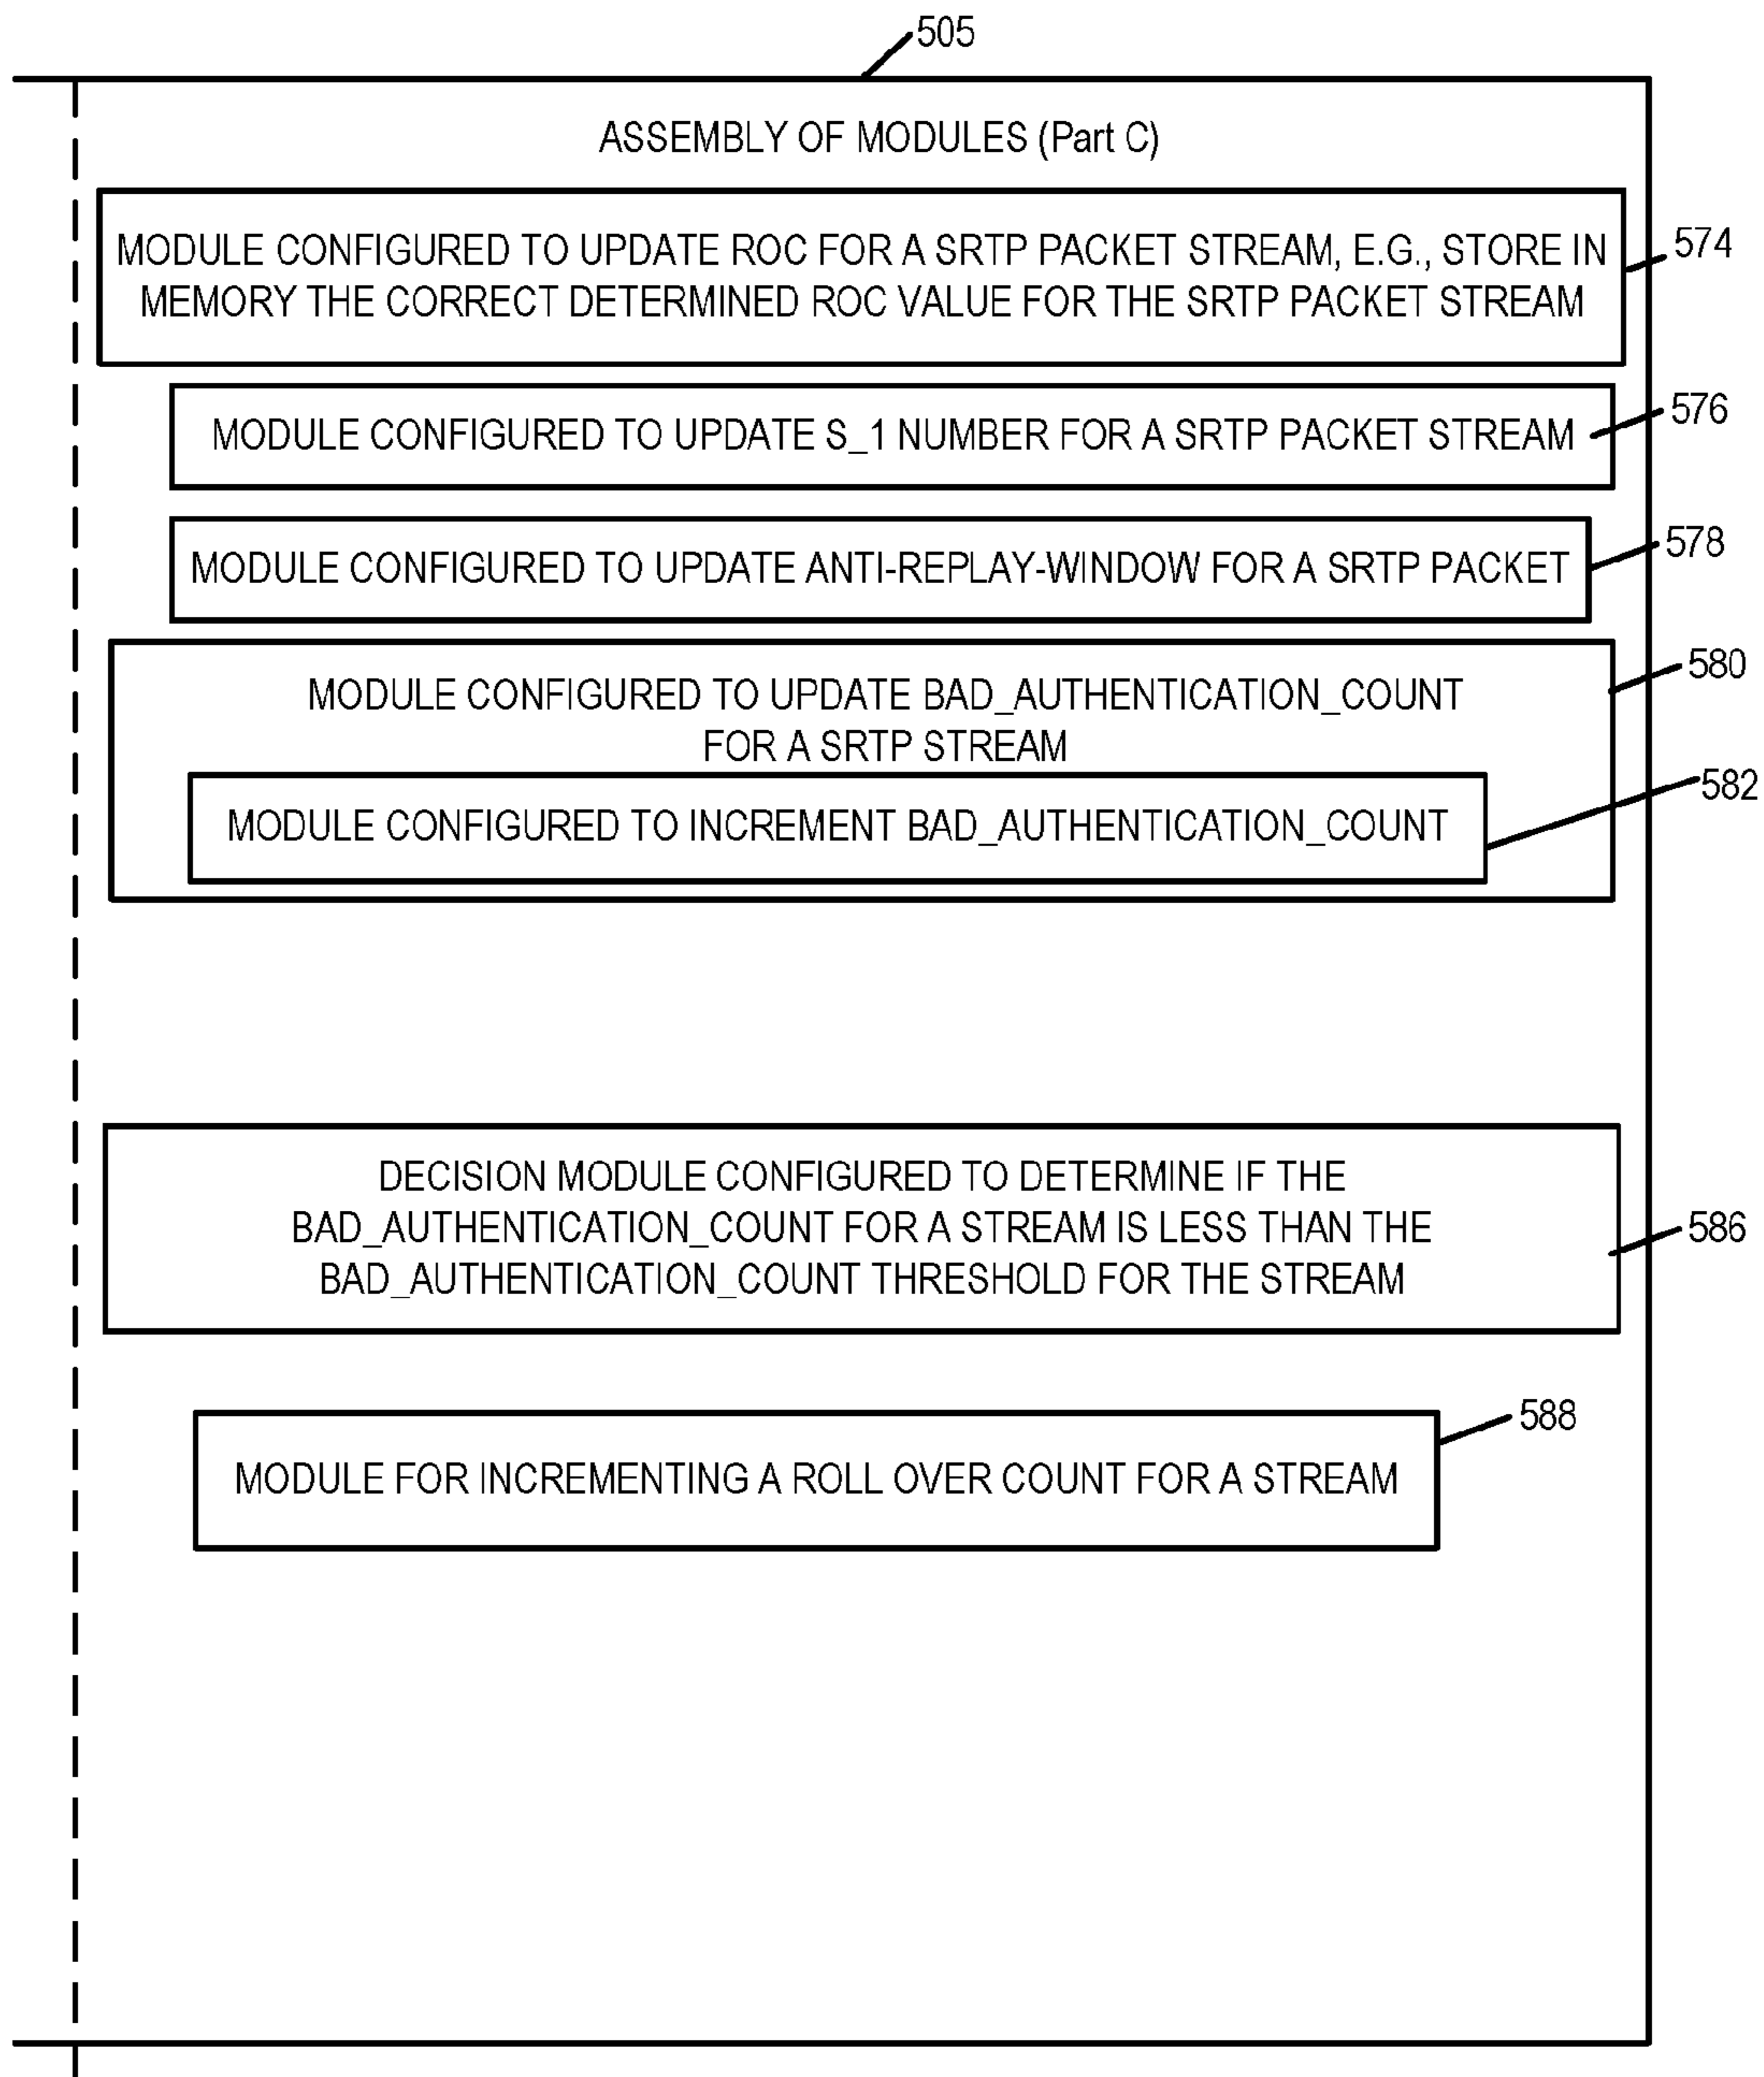 505
ASSEMBLY OF MODULES (Part C)
MODULE CONFIGURED TO UPDATE ROC FOR A SRTP PACKET STREAM, E.G., STORE IN
MEMORY THE CORRECT DETERMINED ROC VALUE FOR THE SRTP PACKET STREAM
574
MODULE CONFIGURED TO UPDATE S_1 NUMBER FOR A SRTP PACKET STREAM
576
MODULE CONFIGURED TO UPDATE ANTI-REPLAY-WINDOW FOR A SRTP PACKET
578
MODULE CONFIGURED TO UPDATE BAD_AUTHENTICATION_COUNT
FOR A SRTP STREAM
580
MODULE CONFIGURED TO INCREMENT BAD_AUTHENTICATION_COUNT
582
DECISION MODULE CONFIGURED TO DETERMINE IF THE
BAD_AUTHENTICATION_COUNT FOR A STREAM IS LESS THAN THE
BAD_AUTHENTICATION_COUNT THRESHOLD FOR THE STREAM
586
588
MODULE FOR INCREMENTING A ROLL OVER COUNT FOR A STREAM